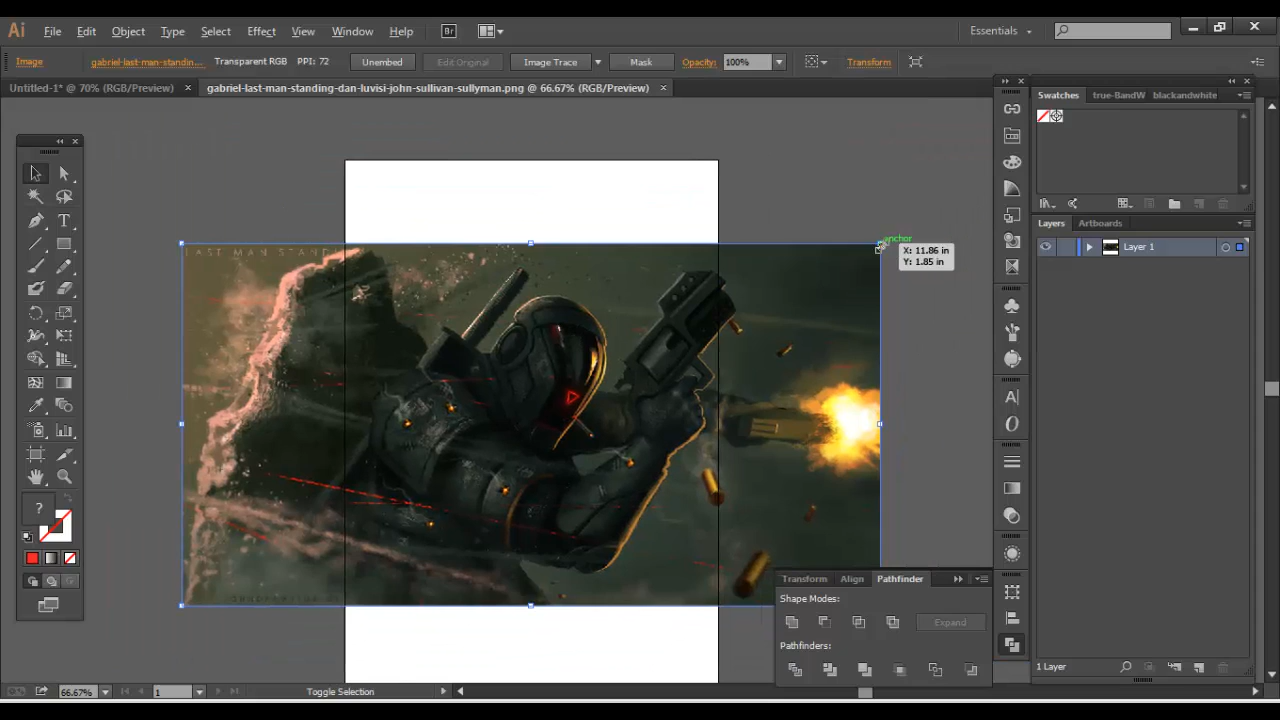 Ai File Edit Object Type Select Effect View Window Help Br Essentials
Image gabriel-last-man-standin... Transparent RGB PPI: 72 Unembed Edit Original Image Trace Mask Opacity: 100% Transform
Untitled-1* @ 70% (RGB/Preview) × gabriel-last-man-standing-dan-luvisi-john-sullivan-sullyman.png @ 66.67% (RGB/Preview) ×
Swatches true-BandW blackandwhite
Layers Artboards
Layer 1
LAST MAN STAND
anchor
X: 11.86 in
Y: 1.85 in
Transform Align Pathfinder
Shape Modes:
Expand
Pathfinders:
1 Layer
66.67% 1 Toggle Selection